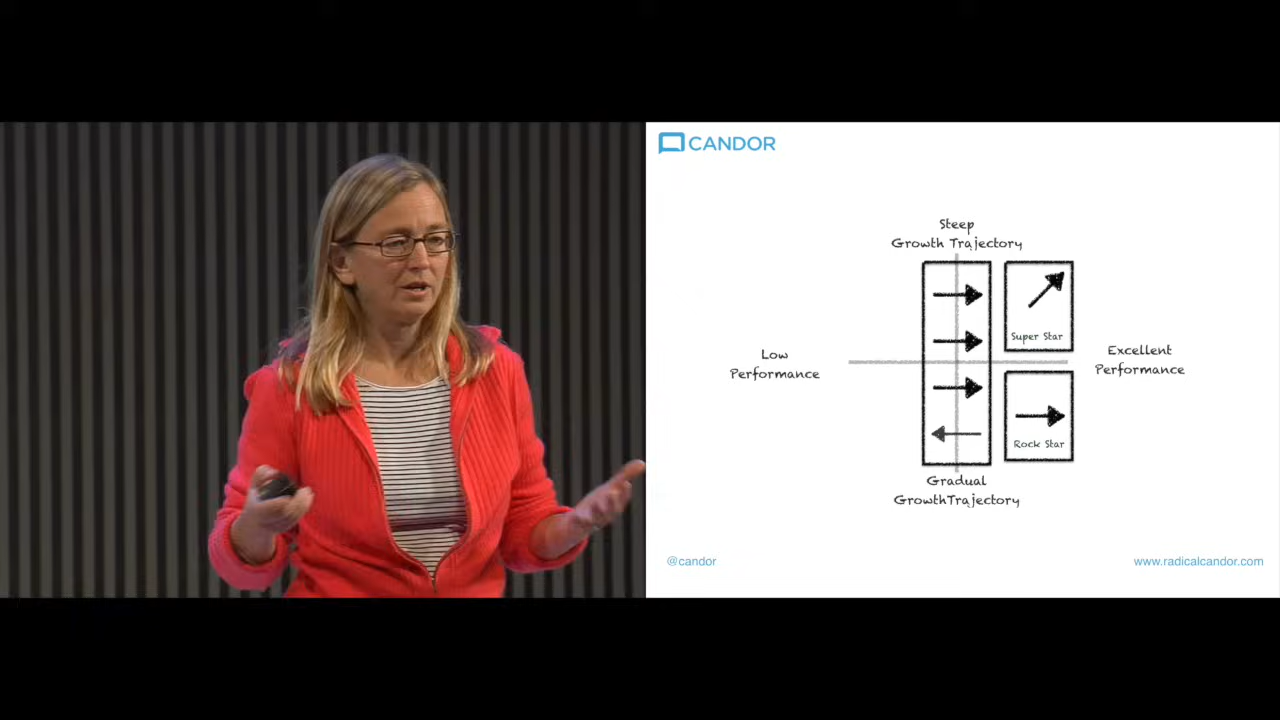 CANDOR
Steep
Growth Trajectory
Super Star
Low
Performance
Excellent
Performance
Rock Star
Gradual
GrowthTrajectory
@candor
www.radicalcandor.com